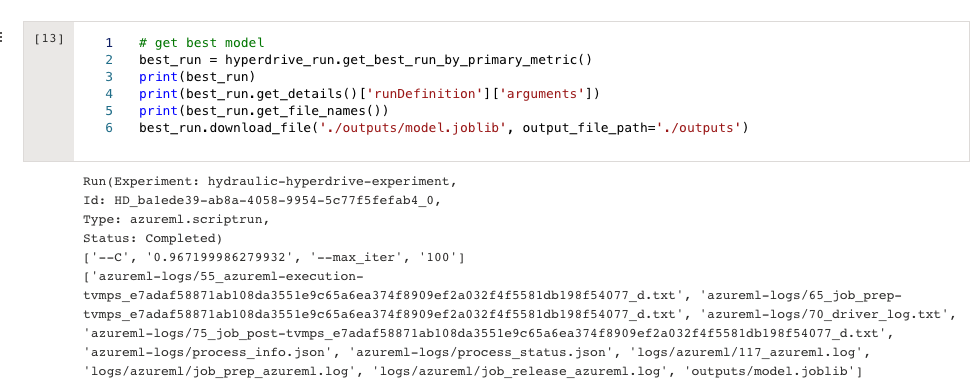 [13]
1 # get best model
2 best_run = hyperdrive_run.get_best_run_by_primary_metric()
3 print(best_run)
4 print(best_run.get_details()['runDefinition']['arguments'])
5 print(best_run.get_file_names())
6 best_run.download_file('./outputs/model.joblib', output_file_path='./outputs')
Run(Experiment: hydraulic-hyperdrive-experiment,
Id: HD_ba1ede39-ab8a-4058-9954-5c77f5fefab4_0,
Type: azureml.scriptrun,
Status: Completed)
['--C', '0.967199986279932', '--max_iter', '100']
['azureml-logs/55_azureml-execution-
tvmps_e7adaf58871ab108da3551e9c65a6ea374f8909ef2a032f4f5581db198f54077_d.txt', 'azureml-logs/65_job_prep-
tvmps_e7adaf58871ab108da3551e9c65a6ea374f8909ef2a032f4f5581db198f54077_d.txt', 'azureml-logs/70_driver_log.txt',
'azureml-logs/75_job_post-tvmps_e7adaf58871ab108da3551e9c65a6ea374f8909ef2a032f4f5581db198f54077_d.txt',
'azureml-logs/process_info.json', 'azureml-logs/process_status.json', 'logs/azureml/117_azureml.log',
'logs/azureml/job_prep_azureml.log', 'logs/azureml/job_release_azureml.log', 'outputs/model.joblib']